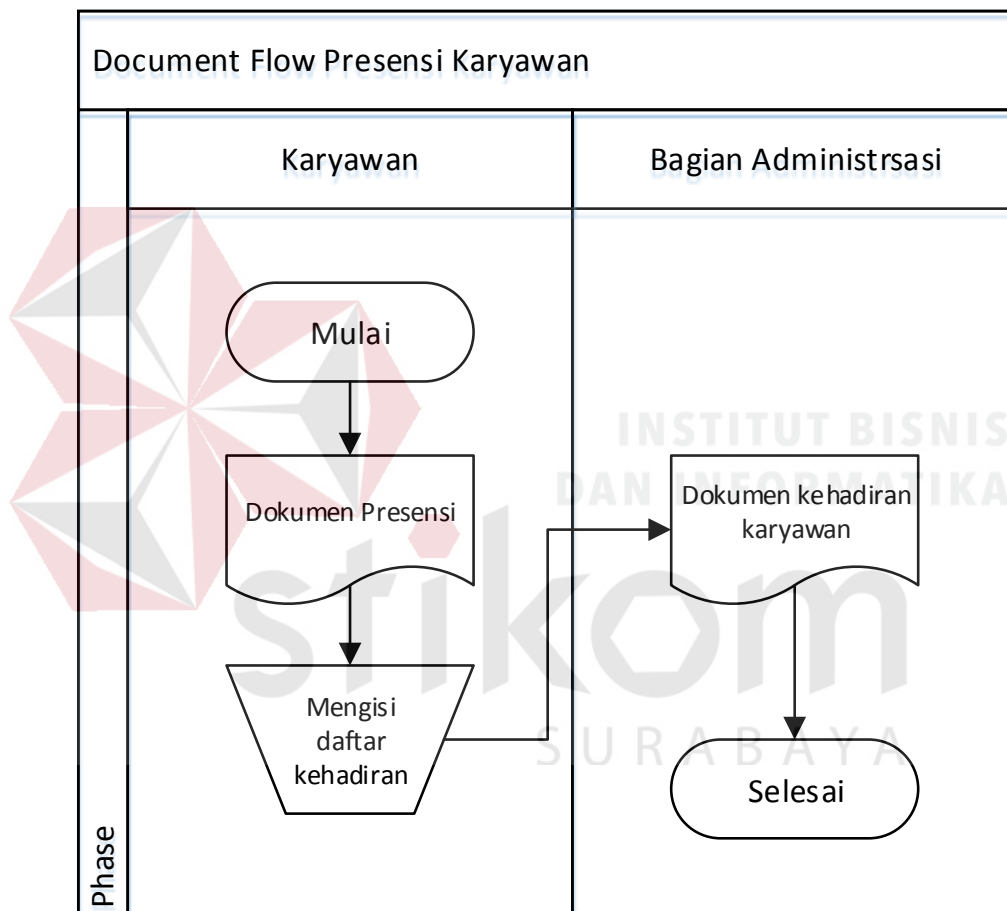 Document Flow Presensi Karyawan
Karyawan
Bagian Administrsasi
Mulai
INSTITUT BISNIS
DAN INFORMATIKA
Dokumen Presensi
Dokumen kehadiran
karyawan
stikom
SURABAYA
Mengisi
daftar
kehadiran
Selesai
Phase